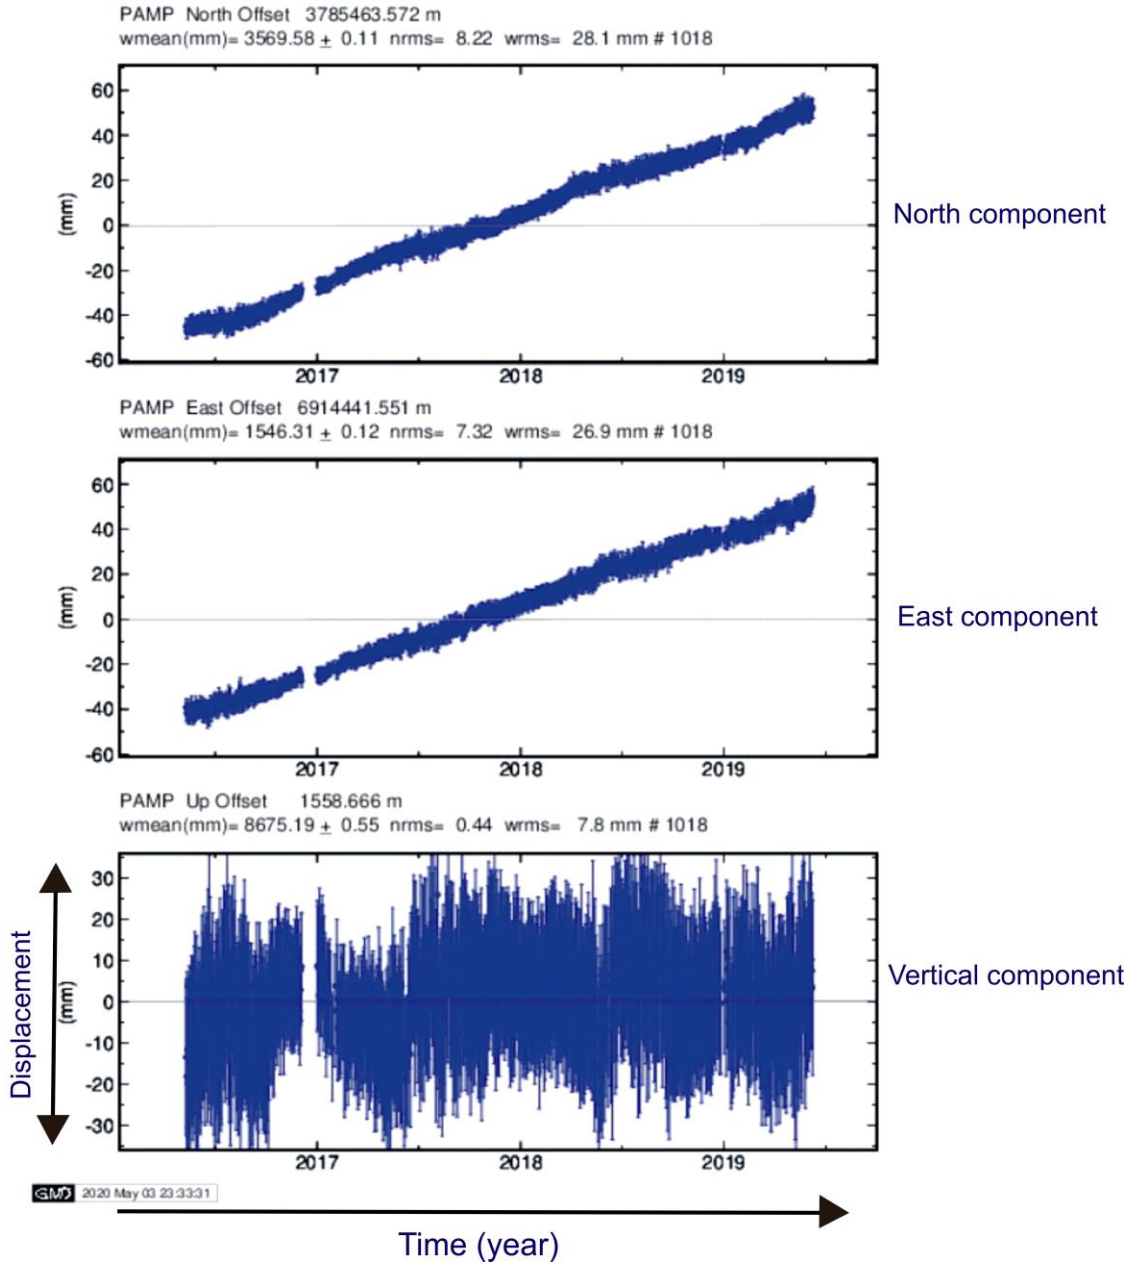 PAMP North Offset 3785463.572 m
wmean(mm)= 3569.58 ± 0.11 nrms= 8.22 wrms= 28.1 mm # 1018
60
40
20
0
-20
-40
-60
(mm)
2017 2018 2019
North component
PAMP East Offset 6914441.551 m
wmean(mm)= 1546.31 ± 0.12 nrms= 7.32 wrms= 26.9 mm # 1018
60
40
20
0
-20
-40
-60
(mm)
2017 2018 2019
East component
PAMP Up Offset 1558.666 m
wmean(mm)= 8675.19 ± 0.55 nrms= 0.44 wrms= 7.8 mm # 1018
30
20
10
0
-10
-20
-30
Displacement
(mm)
2017 2018 2019
Vertical component
GMT 2020 May 03 23:33:31
Time (year)